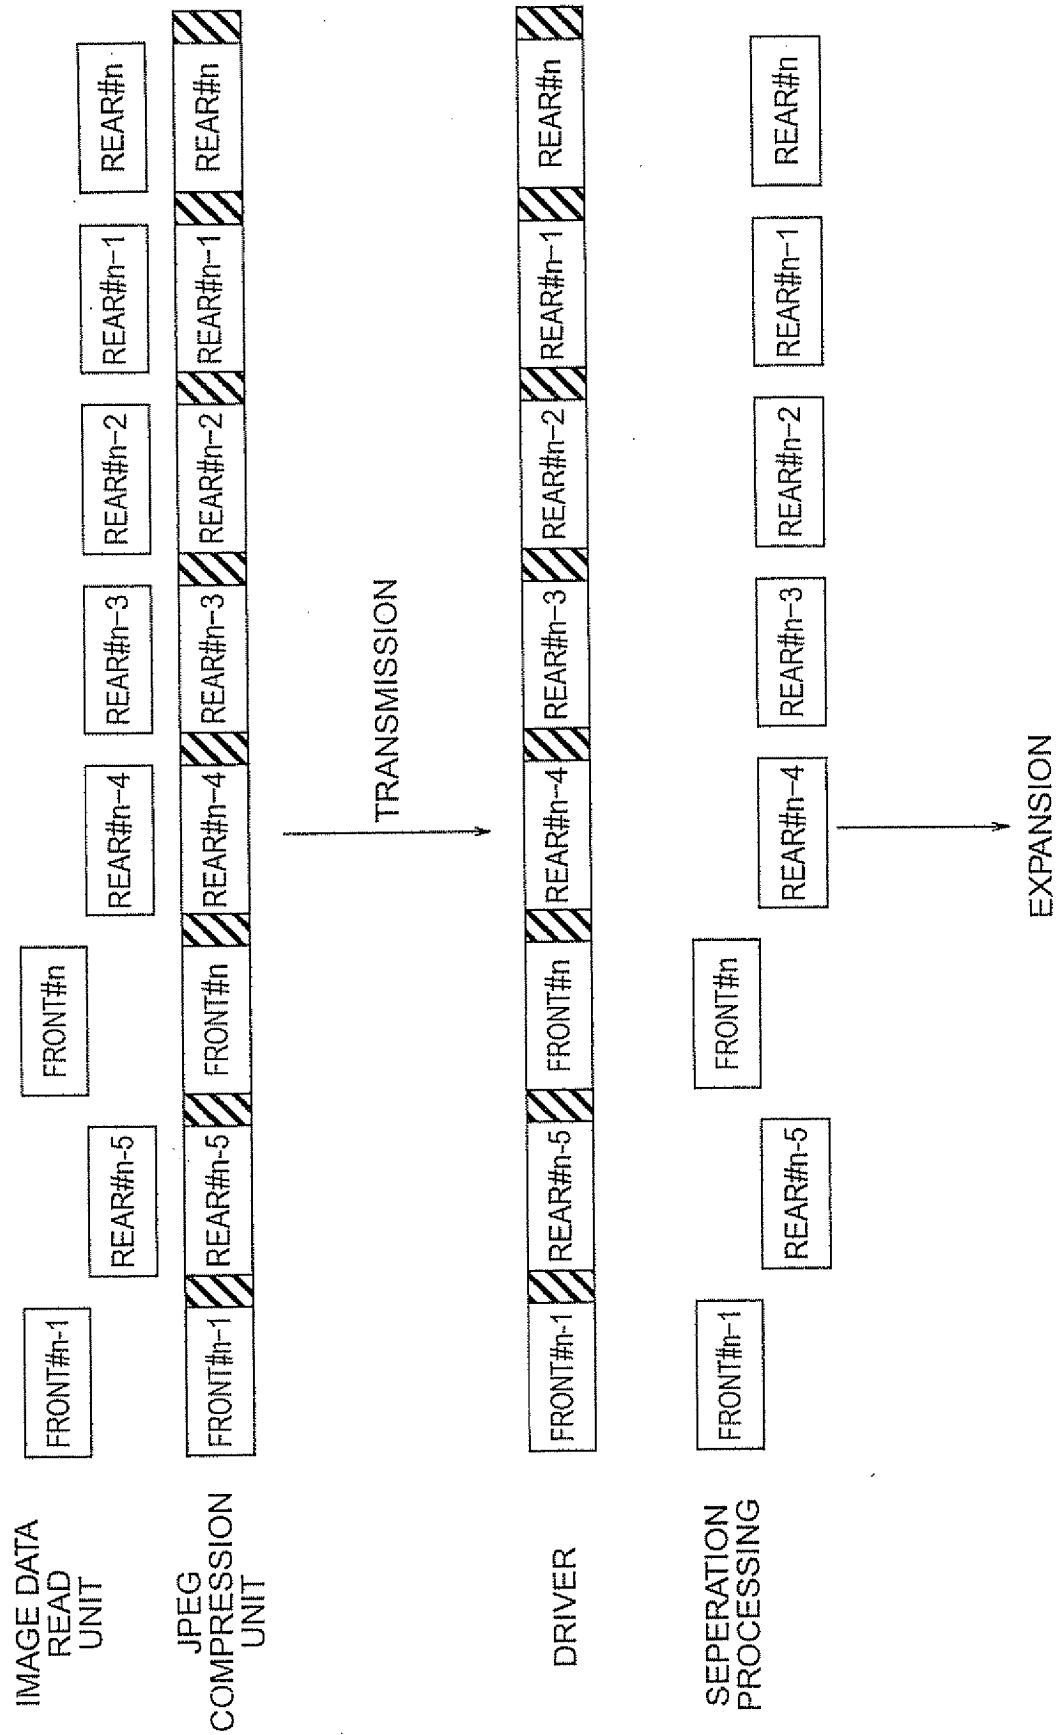 IMAGE DATA
READ
UNIT
FRONT#n-1
REAR#n-5
FRONT#n
REAR#n-4
REAR#n-3
REAR#n-2
REAR#n-1
REAR#n
JPEG
COMPRESSION
UNIT
FRONT#n-1
REAR#n-5
FRONT#n
REAR#n-4
REAR#n-3
REAR#n-2
REAR#n-1
REAR#n
TRANSMISSION
DRIVER
FRONT#n-1
REAR#n-5
FRONT#n
REAR#n-4
REAR#n-3
REAR#n-2
REAR#n-1
REAR#n
SEPERATION
PROCESSING
FRONT#n-1
REAR#n-5
FRONT#n
REAR#n-4
REAR#n-3
REAR#n-2
REAR#n-1
REAR#n
EXPANSION